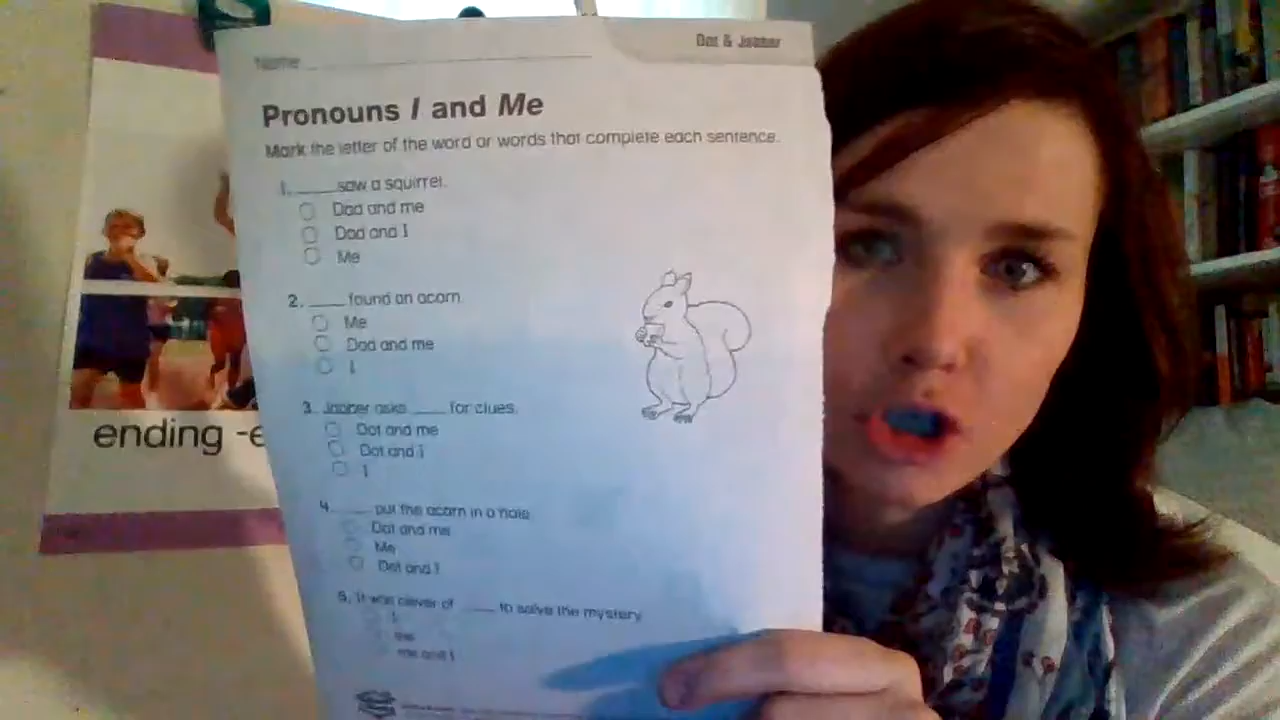 Dot & Jabber
Name
Pronouns I and Me
Mark the letter of the word or words that complete each sentence.
1. ____ saw a squirrel.
Dad and me
Dad and I
Me
2. ____ found an acorn.
Me
Dad and me
I
3. Jabber asks ____ for clues.
Dot and me
Dot and I
I
4. ____ put the acorn in a hole.
Dot and me
Me
Dot and I
5. It was clever of ____ to solve the mystery.
I
me
me and I
ending -e